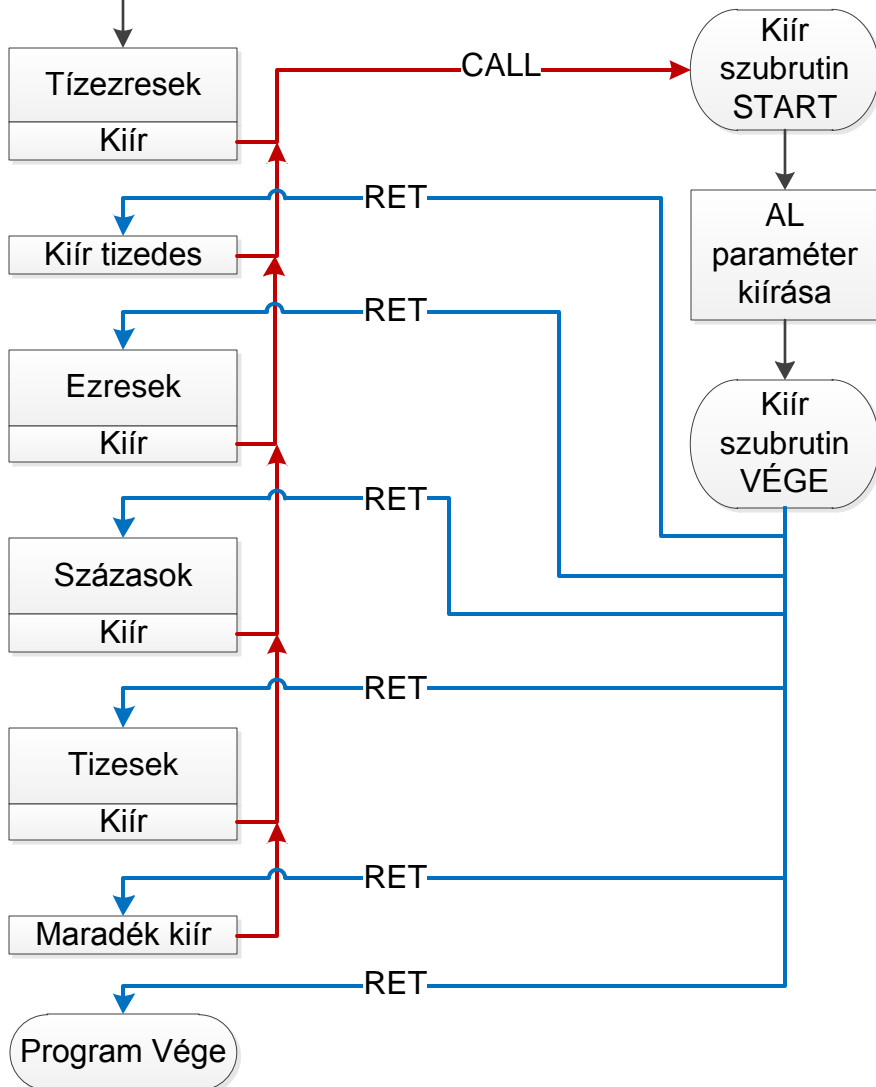 Tízezresek
Kiír
CALL
Kiír
szubrutin
START
RET
Kiír tizedes
AL
paraméter
kiírása
RET
Ezresek
Kiír
Kiír
szubrutin
VÉGE
RET
Százasok
Kiír
RET
Tizesek
Kiír
RET
Maradék kiír
RET
Program Vége